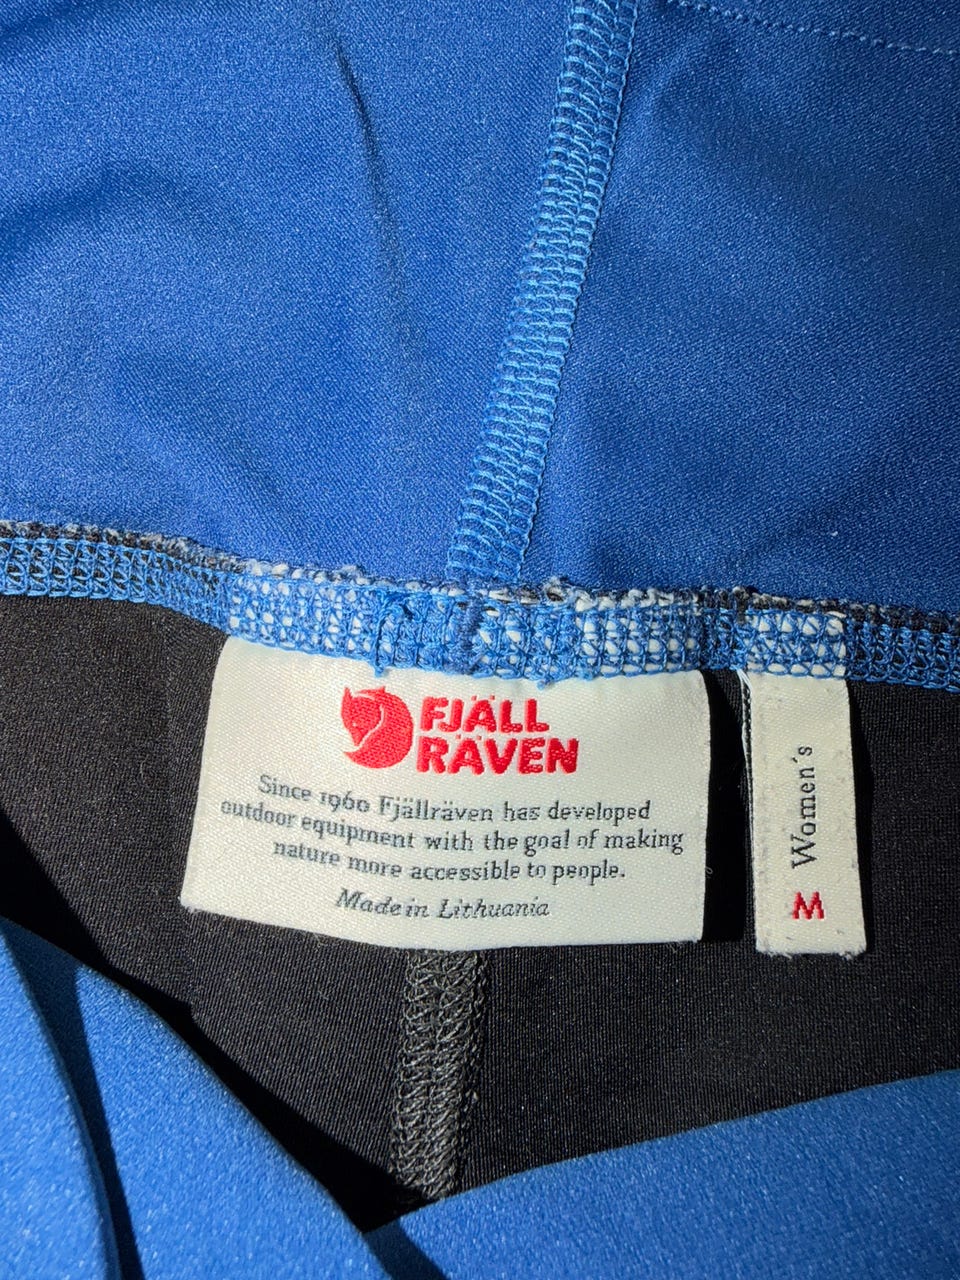 FJÄLL
RÄVEN
Since 1960 Fjällräven has developed
outdoor equipment with the goal of making
nature more accessible to people.
Made in Lithuania
Women's
M